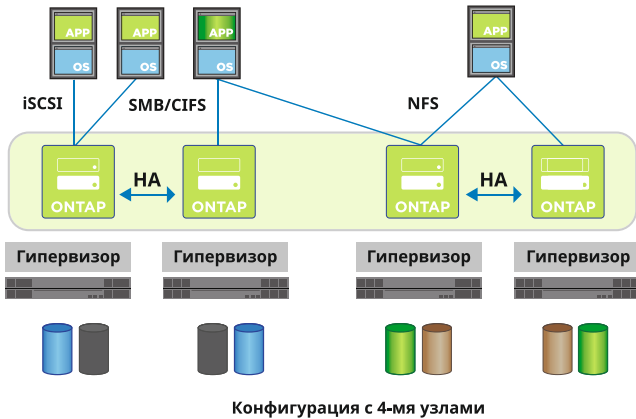 APP
APP
APP
APP
OS
OS
OS
OS
iSCSI
SMB/CIFS
NFS
HA
HA
ONTAP
ONTAP
ONTAP
ONTAP
Гипервизор
Гипервизор
Гипервизор
Гипервизор
Конфигурация с 4-мя узлами